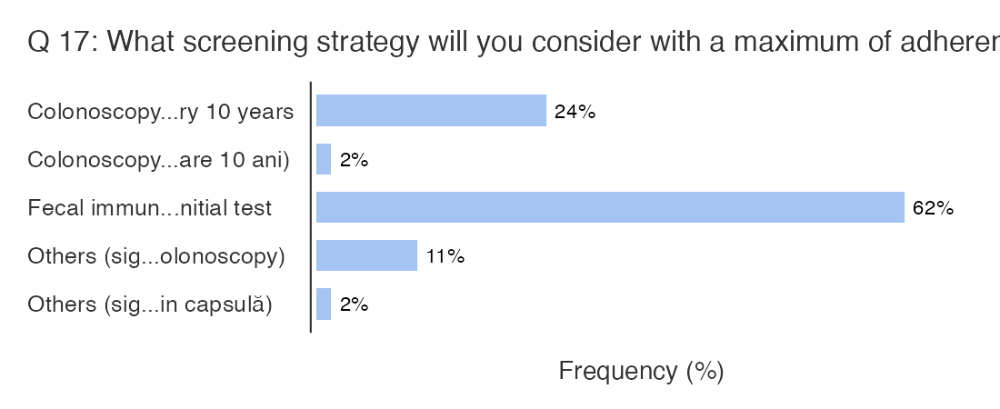 Q 17: What screening strategy will you consider with a maximum of
Colonoscopy...ry 10 years 24%
Colonoscopy...are 10 ani) 2%
Fecal immun...nitial test 62%
Others (sig...olonoscopy) 11%
Others (sig...in capsulă) 2%
Frequency (%)